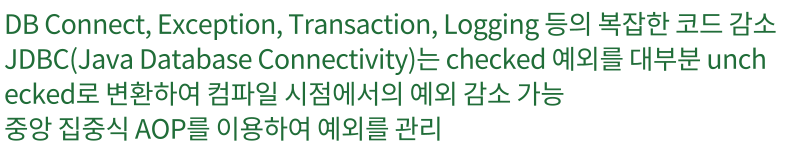 DB Connect, Exception, Transaction, Logging 등의 복잡한 코드 감소
JDBC(Java Database Connectivity)는 checked 예외를 대부분 unch
ecked로 변환하여 컴파일 시점에서의 예외 감소 가능
중앙 집중식 AOP를 이용하여 예외를 관리